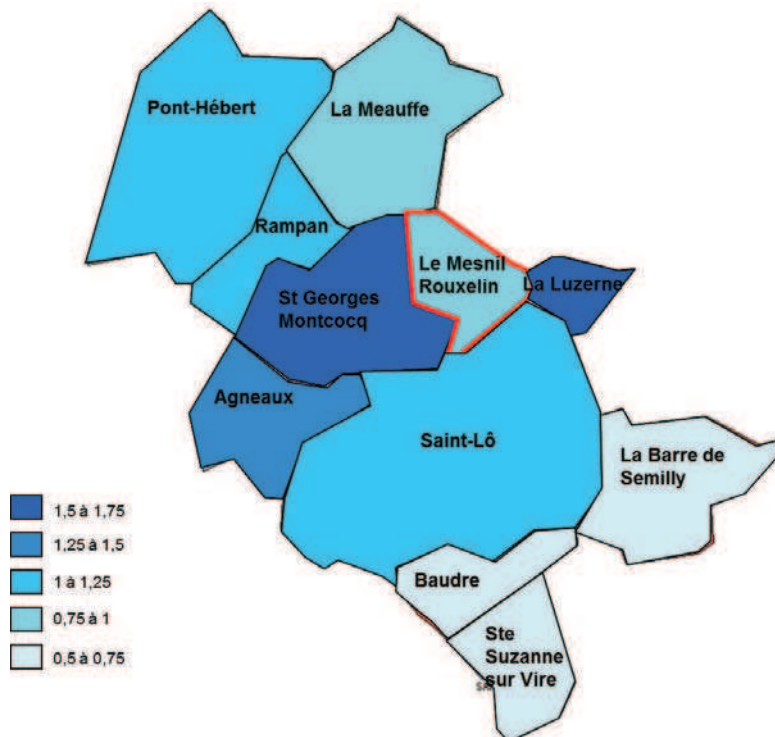 Pont-Hébert
La Meauffe
Rampan
Le Mesnil
Rouxelin
La Luzerne
St Georges
Montcocq
Agneaux
Saint-Lô
La Barre de
Semilly
Baudre
Ste
Suzanne
sur Vire
1,5 à 1,75
1,25 à 1,5
1 à 1,25
0,75 à 1
0,5 à 0,75